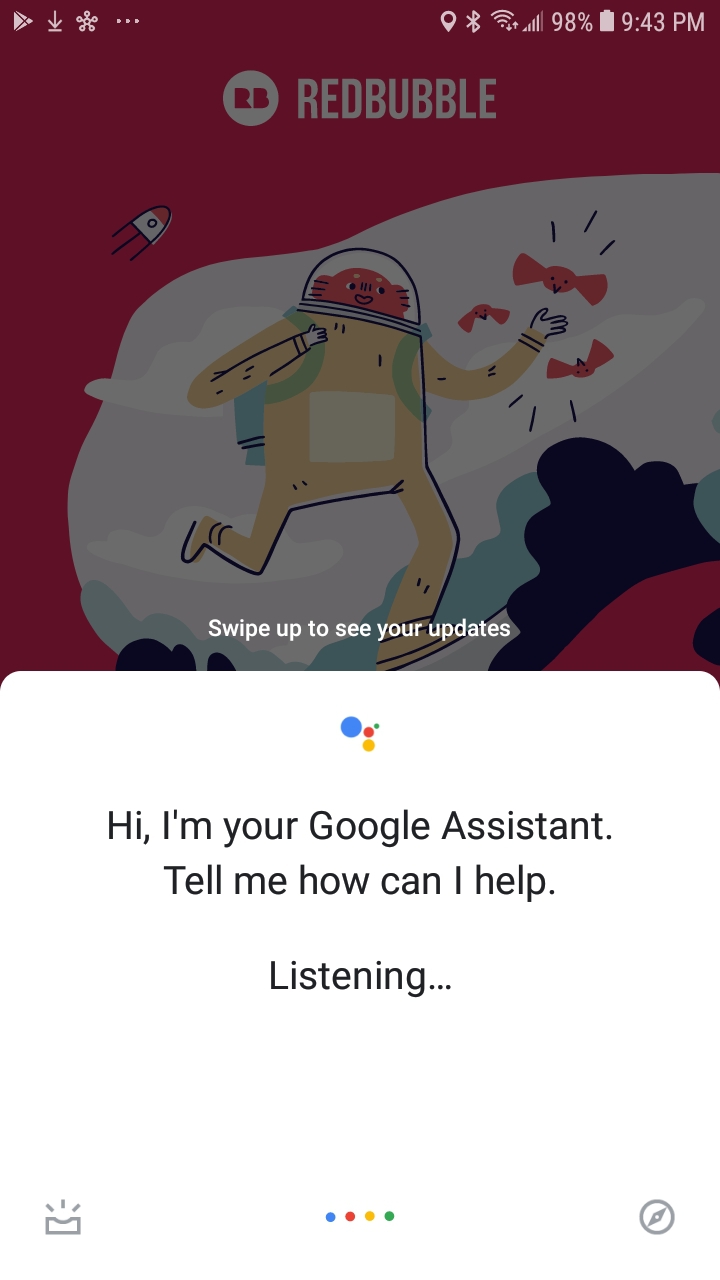 98% 9:43 PM
RB REDBUBBLE
Swipe up to see your updates
Hi, I'm your Google Assistant.
Tell me how can I help.
Listening...